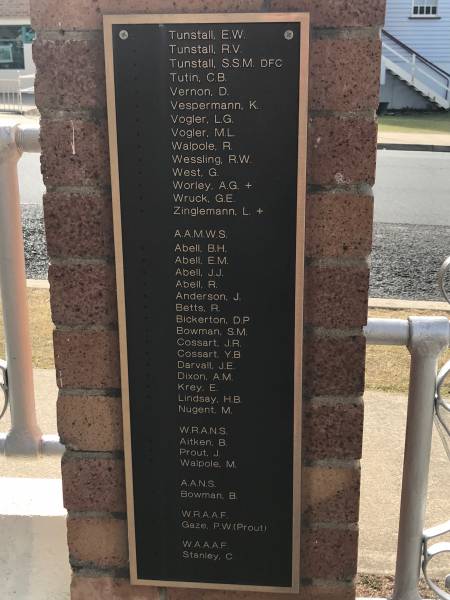 Tunstall, E.W.
Tunstall, R.V.
Tunstall, S.S.M. DFC
Tutin, C.B.
Vernon, D.
Vespermann, K.
Vogler, L.G.
Vogler, M.L.
Walpole, R.
Wessling, R.W.
West, G.
Worley, A.G. +
Wruck, G.E.
Zinglemann, L. +
A.A.M.W.S.
Abell, B.H.
Abell, E.M.
Abell, J.J.
Abell, R.
Anderson, J.
Betts, R.
Bickerton, D.P.
Bowman, S.M.
Cossart, J.R.
Cossart, Y.B
Darvall, J.E.
Dixon, A.M.
Krey, E.
Lindsay, H.B.
Nugent, M.
W.R.A.N.S.
Aitken, B.
Prout, J.
Walpole, M.
A.A.N.S.
Bowman, B.
W.R.A.A.F.
Gaze, P.W.(Prout)
W.A.A.A.F.
Stanley, C